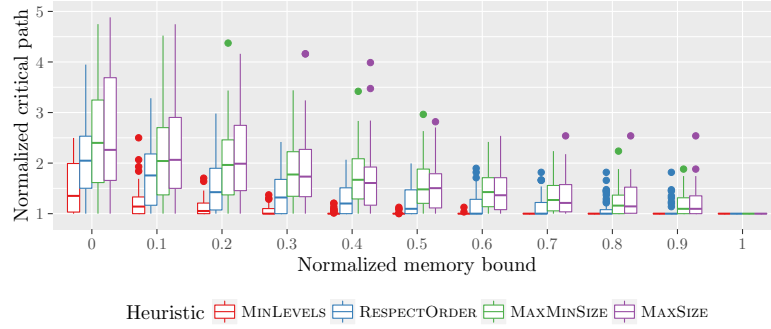 Normalized critical path
5
4
3
2
1
0 0.1 0.2 0.3 0.4 0.5 0.6 0.7 0.8 0.9 1
Normalized memory bound
Heuristic MINLEVELS RESPECTORDER MAXMINSIZE MAXSIZE